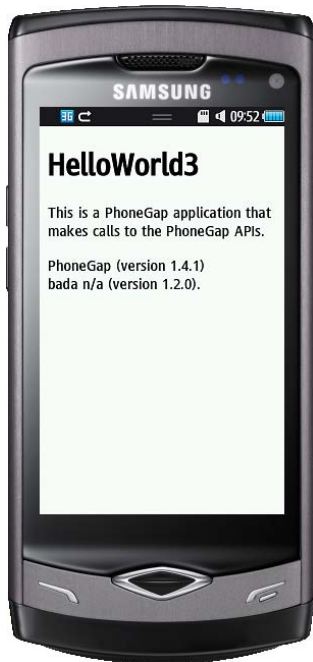 SAMSUNG
3G 09:52
HelloWorld3
This is a PhoneGap application that
makes calls to the PhoneGap APIs.
PhoneGap (version 1.4.1)
bada n/a (version 1.2.0).